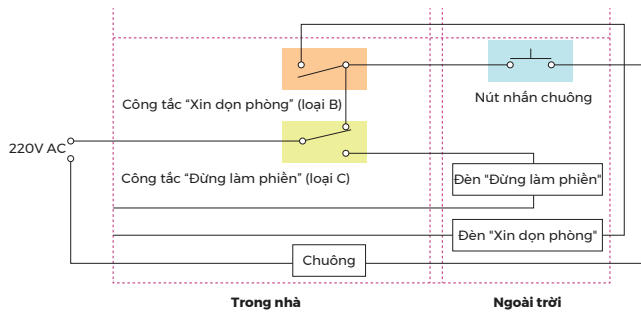 Công tắc “Xin dọn phòng” (loại B)
Nút nhấn chuông
220V AC
Công tắc “Đừng làm phiền” (loại C)
Đèn "Đừng làm phiền"
Đèn "Xin dọn phòng"
Chuông
Trong nhà
Ngoài trời